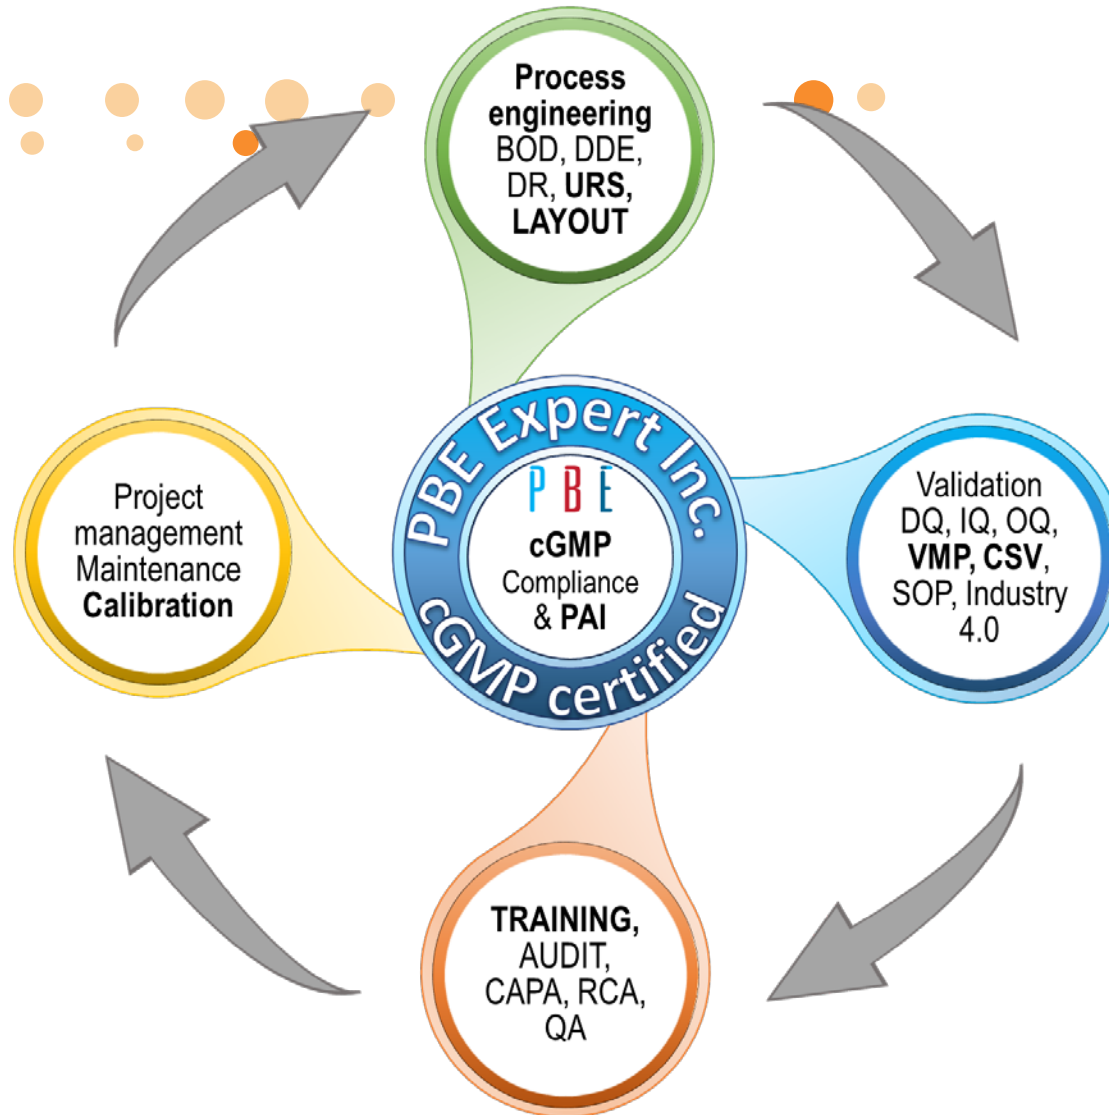 Process
engineering
BOD, DDE,
DR, URS,
LAYOUT
PBE Expert Inc.
PBE
cGMP
Compliance
& PAI
cGMP certified
Validation
DQ, IQ, OQ,
VMP, CSV,
SOP, Industry
4.0
TRAINING,
AUDIT,
CAPA, RCA,
QA
Project
management
Maintenance
Calibration